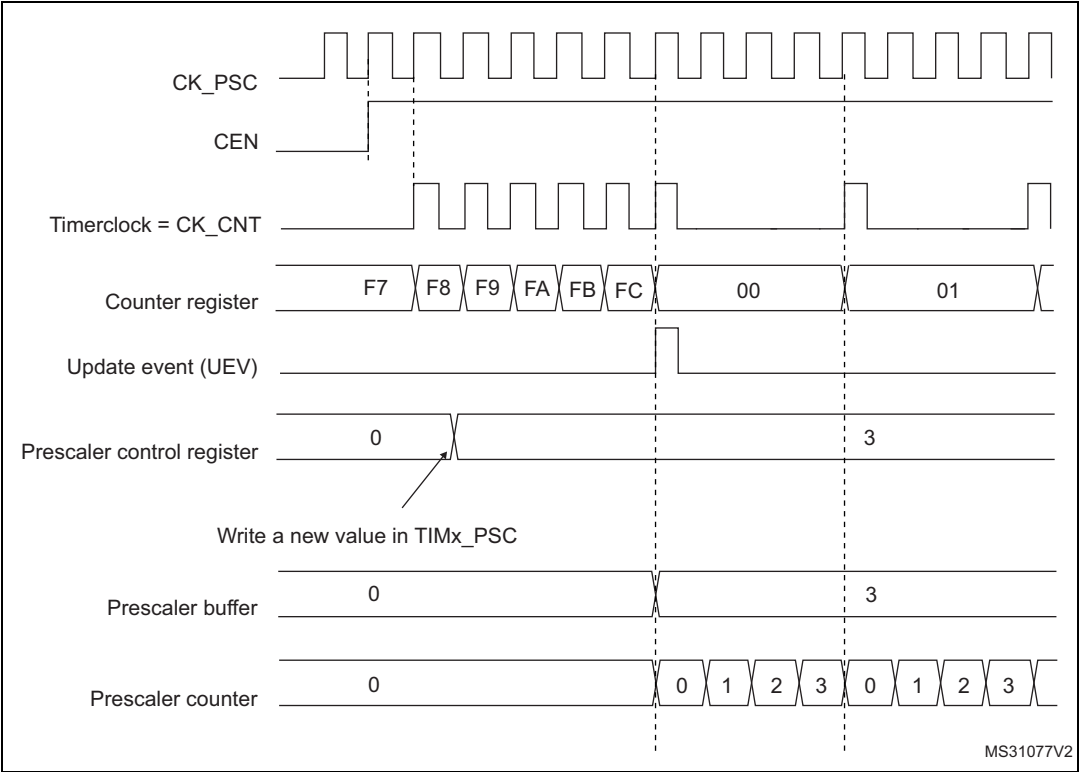 CK_PSC
CEN
Timerclock = CK_CNT
Counter register F7 F8 F9 FA FB FC 00 01
Update event (UEV)
Prescaler control register 0 3
Write a new value in TIMx_PSC
Prescaler buffer 0 3
Prescaler counter 0 0 1 2 3 0 1 2 3
MS31077V2